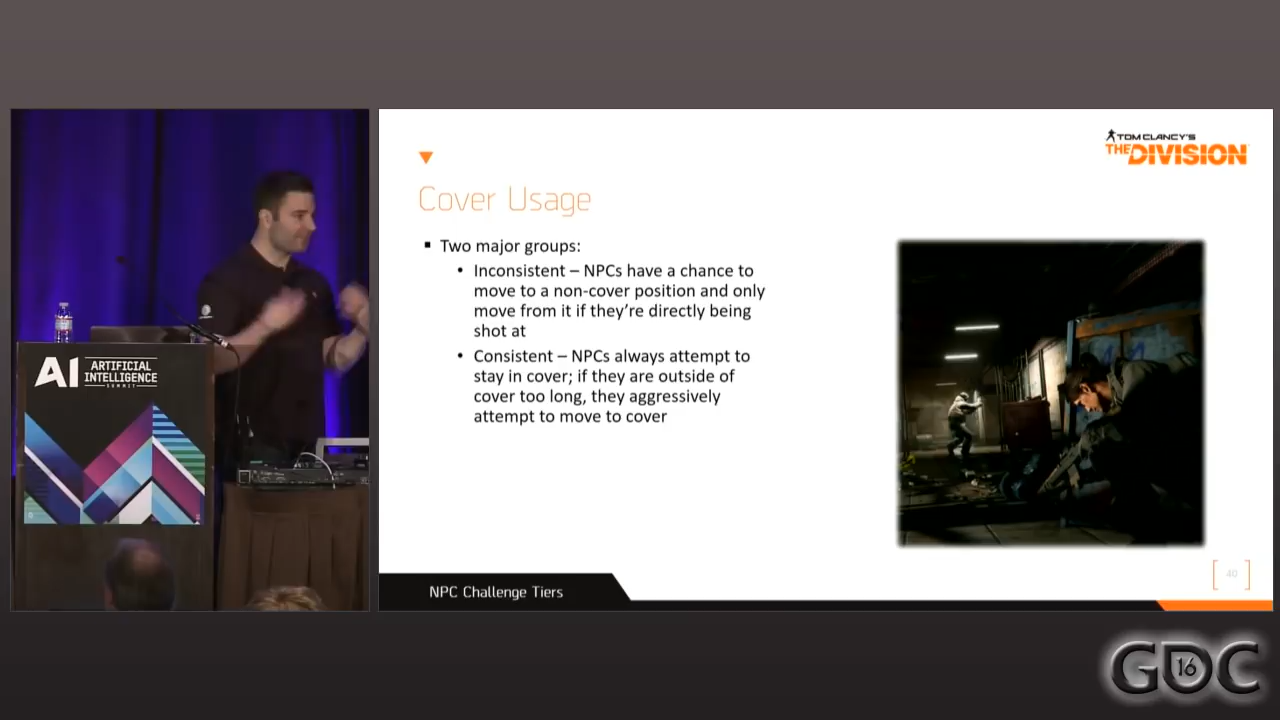 TOM CLANCY'S
THE DIVISION
Cover Usage
▪ Two major groups:
• Inconsistent – NPCs have a chance to
move to a non-cover position and only
move from it if they're directly being
shot at
• Consistent – NPCs always attempt to
stay in cover; if they are outside of
cover too long, they aggressively
attempt to move to cover
AI ARTIFICIAL
INTELLIGENCE
SUMMIT
NPC Challenge Tiers
40
GDC
16